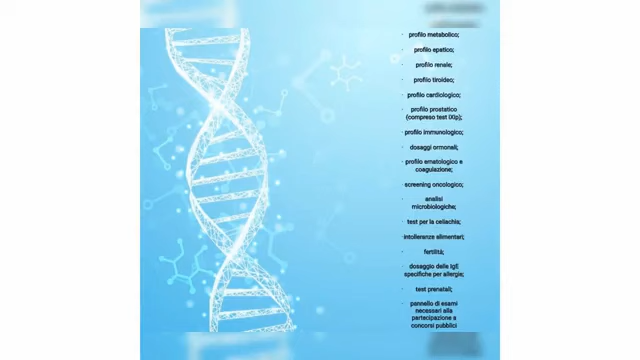 · profilo metabolico;
· profilo epatico;
· profilo renale;
· profilo tiroideo;
· profilo cardiologico;
· profilo prostatico
(compreso test IXIp);
· profilo immunologico;
· dosaggi ormonali;
· profilo ematologico e
coagulazione;
· screening oncologico;
· analisi
microbiologiche;
· test per la celiachia;
· intolleranze alimentari;
· fertilità;
· dosaggio delle IgE
specifiche per allergie;
· test prenatali;
· pannello di esami
necessari alla
partecipazione a
concorsi pubblici